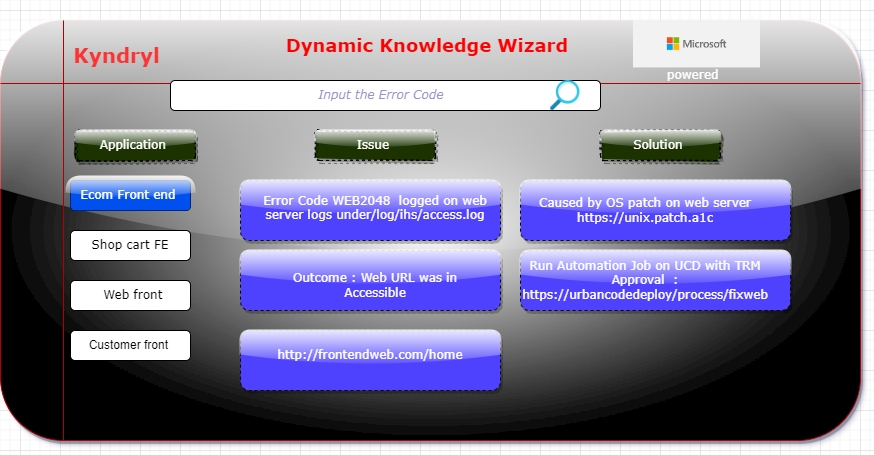 Kyndryl
Dynamic Knowledge Wizard
Microsoft
powered
Input the Error Code
Application
Issue
Solution
Ecom Front end
Shop cart FE
Web front
Customer front
Error Code WEB2048 logged on web
server logs under/log/ihs/access.log
Outcome : Web URL was in
Accessible
http://frontendweb.com/home
Caused by OS patch on web server
https://unix.patch.a1c
Run Automation Job on UCD with TRM
Approval :
https://urbancodedeploy/process/fixweb